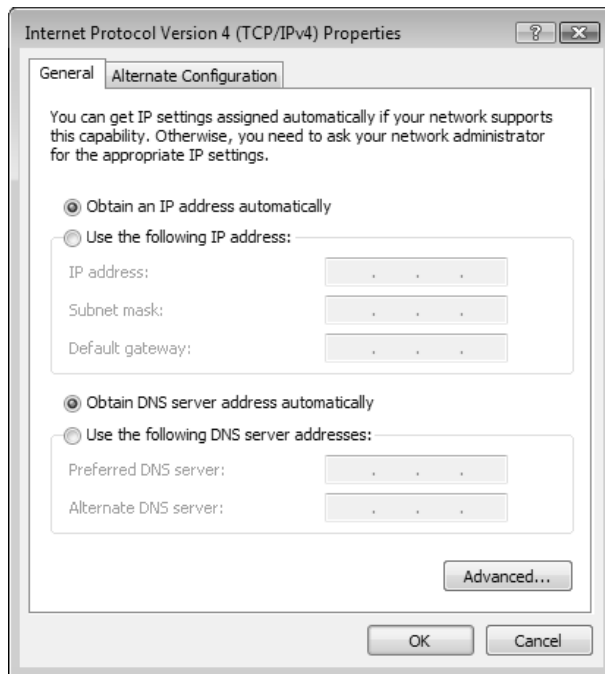 Internet Protocol Version 4 (TCP/IPv4) Properties
General
Alternate Configuration
You can get IP settings assigned automatically if your network supports
this capability. Otherwise, you need to ask your network administrator
for the appropriate IP settings.
Obtain an IP address automatically
Use the following IP address:
IP address:
Subnet mask:
Default gateway:
Obtain DNS server address automatically
Use the following DNS server addresses:
Preferred DNS server:
Alternate DNS server:
Advanced...
OK
Cancel